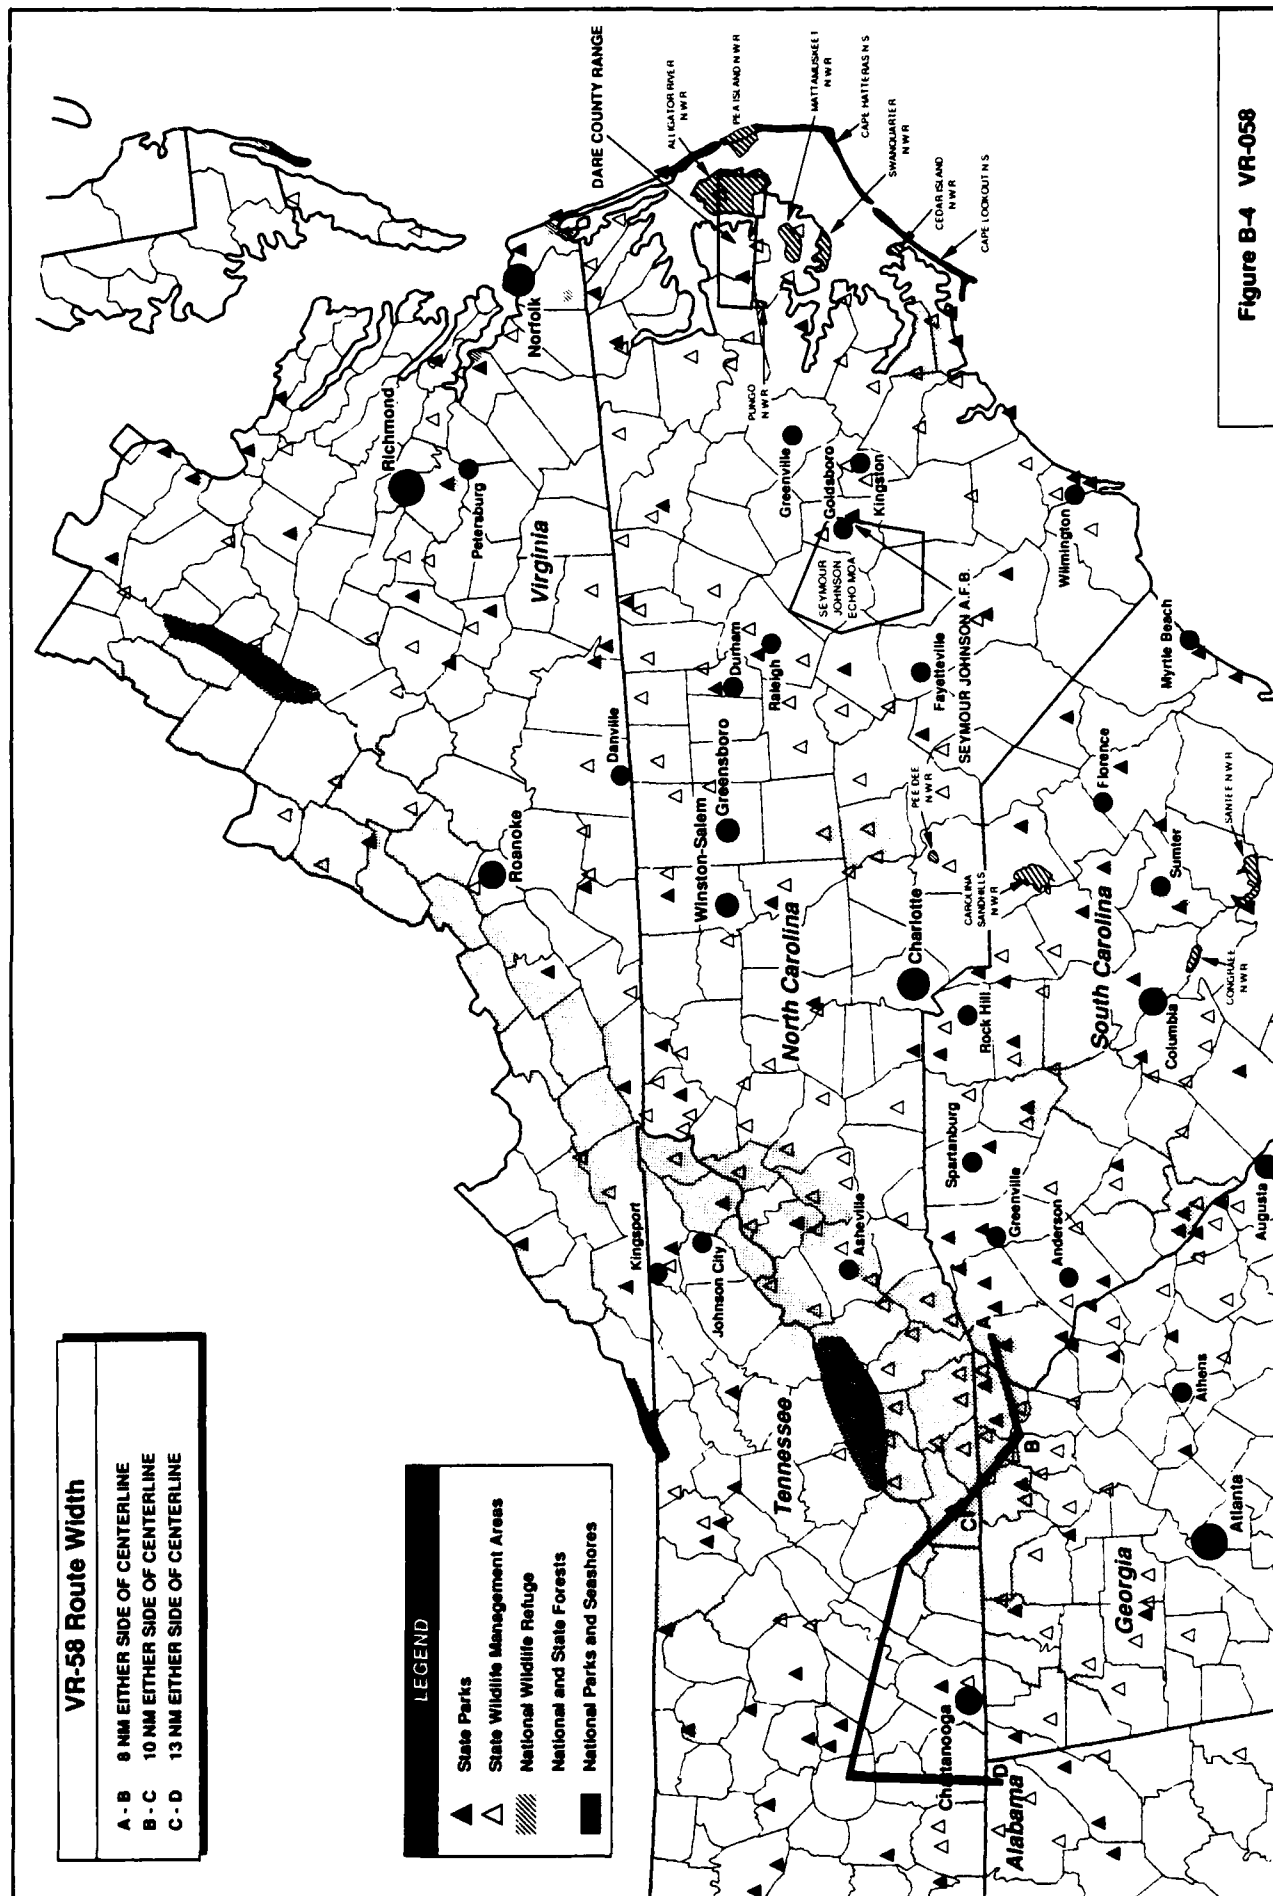 VR-58 Route Width
A - B 8 NM EITHER SIDE OF CENTERLINE
B - C 10 NM EITHER SIDE OF CENTERLINE
C - D 13 NM EITHER SIDE OF CENTERLINE
LEGEND
State Parks
State Wildlife Management Areas
National Wildlife Refuge
National and State Forests
National Parks and Seashores
Richmond
Petersburg
Norfolk
Virginia
Roanoke
Danville
DARE COUNTY RANGE
ALLIGATOR RIVER
N W R
PEA ISLAND N W R
MATTAMUSKEET
N W R
CAPE HATTERAS N S
SWANQUARTER
N W R
CEDAR ISLAND
N W R
CAPE LOOKOUT N S
PUNGO
N W R
Greenville
Goldsboro
Kingston
SEYMOUR
JOHNSON
ECHO MOA
SEYMOUR JOHNSON A.F.B.
Wilmington
Durham
Raleigh
Fayetteville
Myrtle Beach
Winston-Salem
Greensboro
North Carolina
PEE DEE
N W R
Charlotte
CAROLINA
SANDHILLS
N W R
Florence
Sumter
SANTEE N W R
South Carolina
CONGRAEE
N W R
Columbia
Rock Hill
Spartanburg
Greenville
Anderson
Augusta
Kingsport
Johnson City
Asheville
Tennessee
A
B
C
D
Athens
Atlanta
Georgia
Chattanooga
Alabama
Figure B-4 VR-058